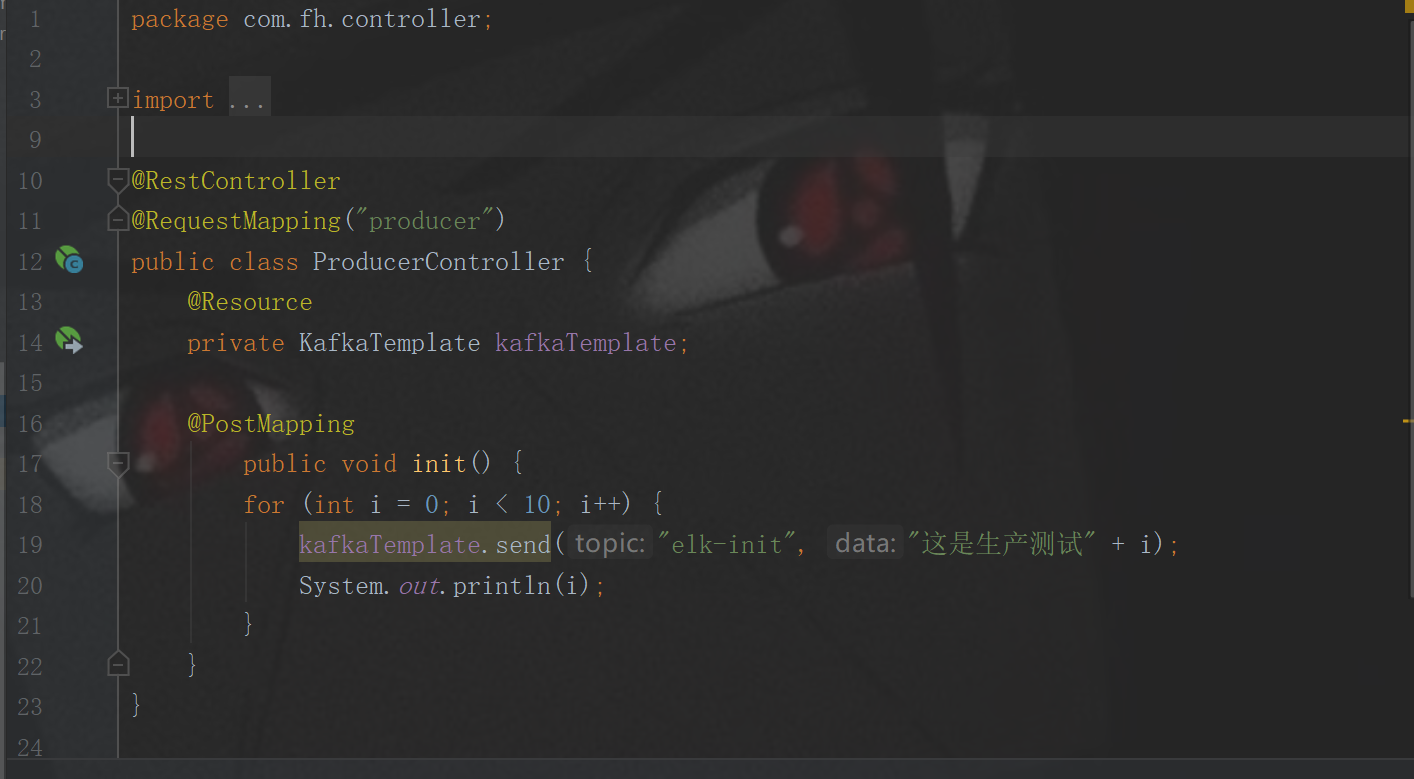 1 package com.fh.controller;
2
3 import ...
9
10 @RestController
11 @RequestMapping("producer")
12 public class ProducerController {
13 @Resource
14 private KafkaTemplate kafkaTemplate;
15
16 @PostMapping
17 public void init() {
18 for (int i = 0; i < 10; i++) {
19 kafkaTemplate.send( topic: "elk-init", data: "这是生产测试" + i);
20 System.out.println(i);
21 }
22 }
23 }
24